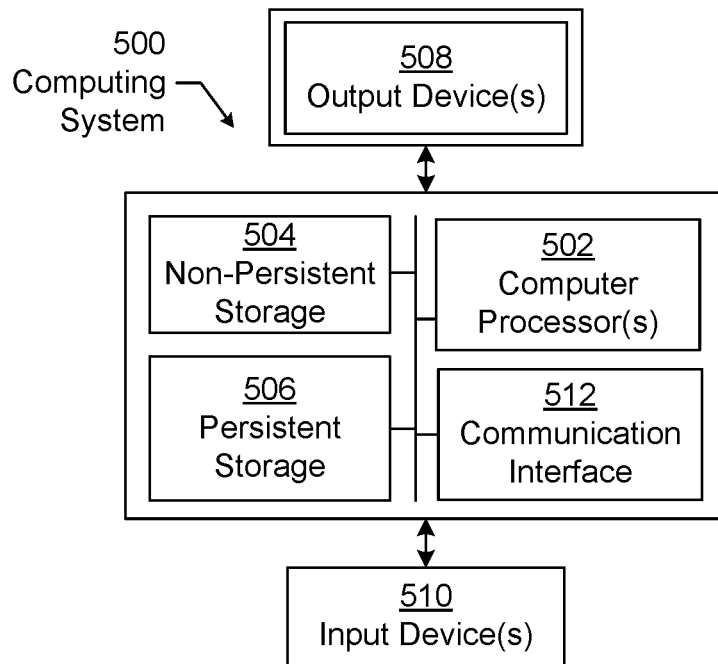 500
Computing
System
508
Output Device(s)
504
Non-Persistent
Storage
502
Computer
Processor(s)
506
Persistent
Storage
512
Communication
Interface
510
Input Device(s)